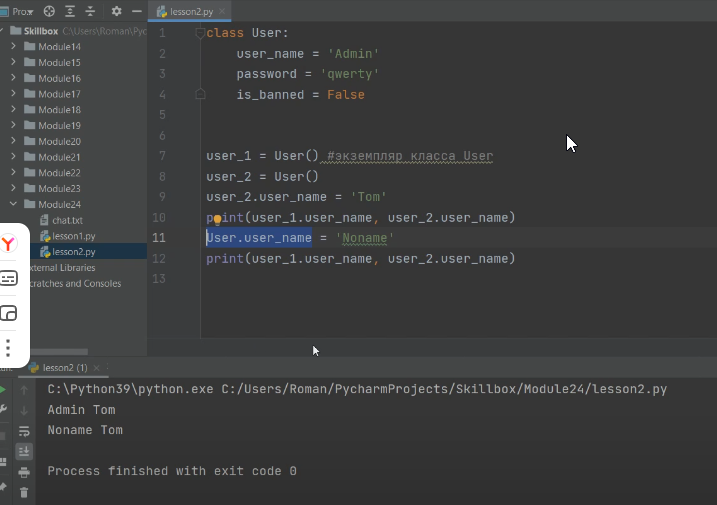 Pro
lesson2.py
Skillbox C:\Users\Roman\Pyc
Module14
Module15
Module16
Module17
Module18
Module19
Module20
Module21
Module22
Module23
Module24
chat.txt
lesson1.py
lesson2.py
xternal Libraries
cratches and Consoles
1 class User:
2 user_name = 'Admin'
3 password = 'qwerty'
4 is_banned = False
5
6
7 user_1 = User() #экземпляр класса User
8 user_2 = User()
9 user_2.user_name = 'Tom'
10 print(user_1.user_name, user_2.user_name)
11 User.user_name = 'Noname'
12 print(user_1.user_name, user_2.user_name)
13
Y
lesson2 (1)
C:\Python39\python.exe C:/Users/Roman/PycharmProjects/Skillbox/Module24/lesson2.py
Admin Tom
Noname Tom
Process finished with exit code 0